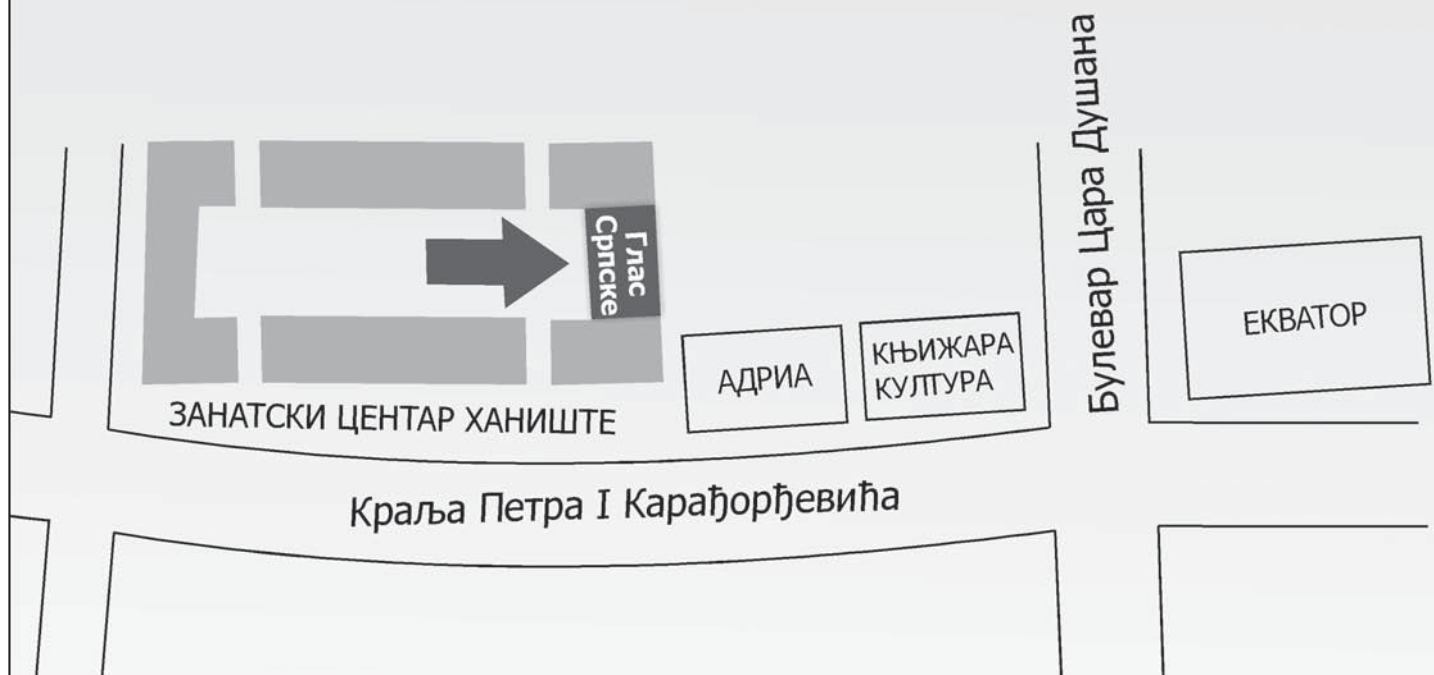 Булевар Цара Душана
Глас
Српске
ЕКВАТОР
АДРИА
КЊИЖАРА
КУЛТУРА
ЗАНАТСКИ ЦЕНТАР ХАНИШТЕ
Краља Петра I Карађорђевића